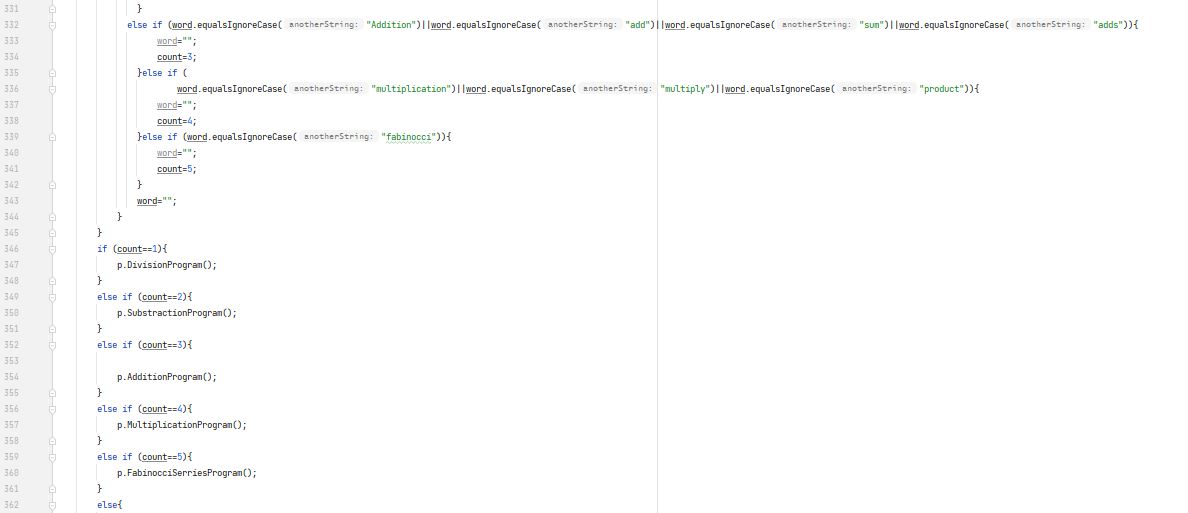 331 }
332 else if (word.equalsIgnoreCase( anotherString: "Addition")||word.equalsIgnoreCase( anotherString: "add")||word.equalsIgnoreCase( anotherString: "sum")||word.equalsIgnoreCase( anotherString: "adds")){
333 word="";
334 count=3;
335 }else if (
336 word.equalsIgnoreCase( anotherString: "multiplication")||word.equalsIgnoreCase( anotherString: "multiply")||word.equalsIgnoreCase( anotherString: "product")){
337 word="";
338 count=4;
339 }else if (word.equalsIgnoreCase( anotherString: "fabinocci")){
340 word="";
341 count=5;
342 }
343 word="";
344 }
345 }
346 if (count==1){
347 p.DivisionProgram();
348 }
349 else if (count==2){
350 p.SubstractionProgram();
351 }
352 else if (count==3){
353
354 p.AdditionProgram();
355 }
356 else if (count==4){
357 p.MultiplicationProgram();
358 }
359 else if (count==5){
360 p.FabinocciSerriesProgram();
361 }
362 else{